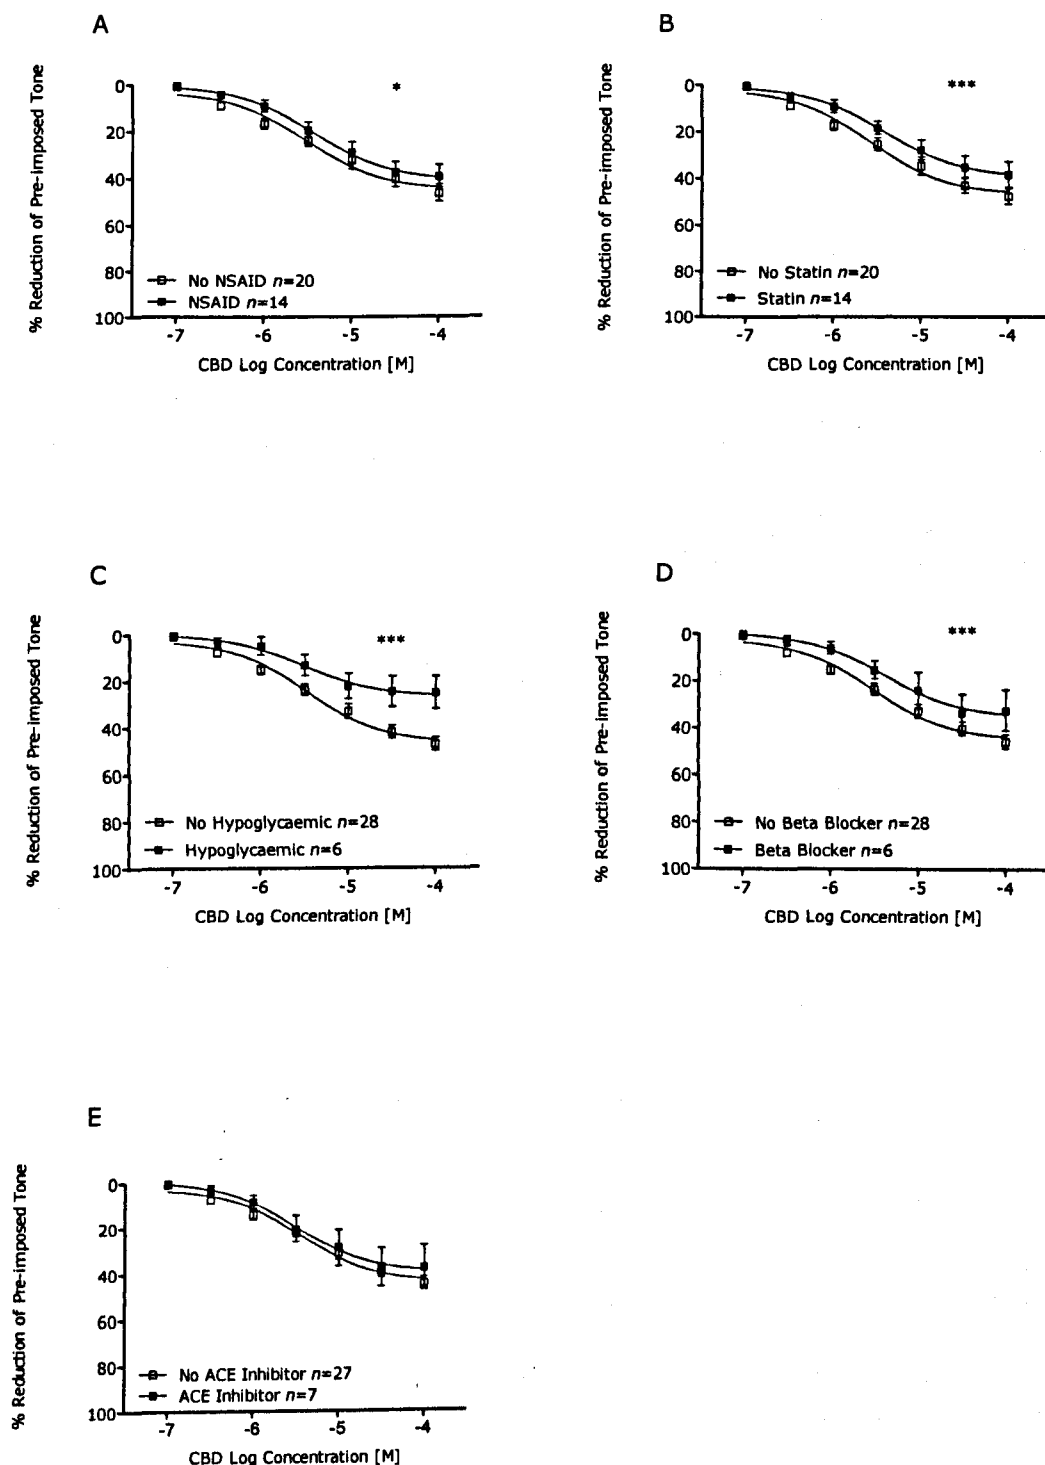 A
% Reduction of Pre-imposed Tone
0
20
40
60
80
100
*
No NSAID n=20
NSAID n=14
-7 -6 -5 -4
CBD Log Concentration [M]
B
% Reduction of Pre-imposed Tone
0
20
40
60
80
100
***
No Statin n=20
Statin n=14
-7 -6 -5 -4
CBD Log Concentration [M]
C
% Reduction of Pre-imposed Tone
0
20
40
60
80
100
***
No Hypoglycaemic n=28
Hypoglycaemic n=6
-7 -6 -5 -4
CBD Log Concentration [M]
D
% Reduction of Pre-imposed Tone
0
20
40
60
80
100
***
No Beta Blocker n=28
Beta Blocker n=6
-7 -6 -5 -4
CBD Log Concentration [M]
E
% Reduction of Pre-imposed Tone
0
20
40
60
80
100
No ACE Inhibitor n=27
ACE Inhibitor n=7
-7 -6 -5 -4
CBD Log Concentration [M]